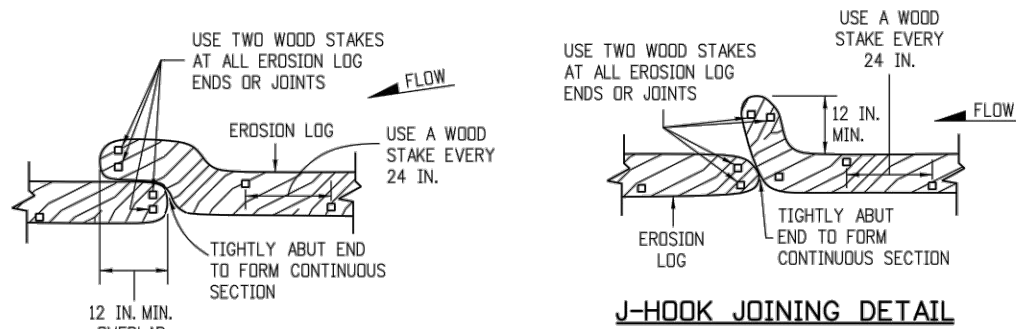 USE TWO WOOD STAKES
AT ALL EROSION LOG
ENDS OR JOINTS
FLOW
EROSION LOG
USE A WOOD
STAKE EVERY
24 IN.
TIGHTLY ABUT END
TO FORM CONTINUOUS
SECTION
12 IN. MIN.
OVERLAP
USE A WOOD
STAKE EVERY
24 IN.
USE TWO WOOD STAKES
AT ALL EROSION LOG
ENDS OR JOINTS
12 IN.
MIN.
FLOW
EROSION
LOG
TIGHTLY ABUT
END TO FORM
CONTINUOUS SECTION
J-HOOK JOINING DETAIL